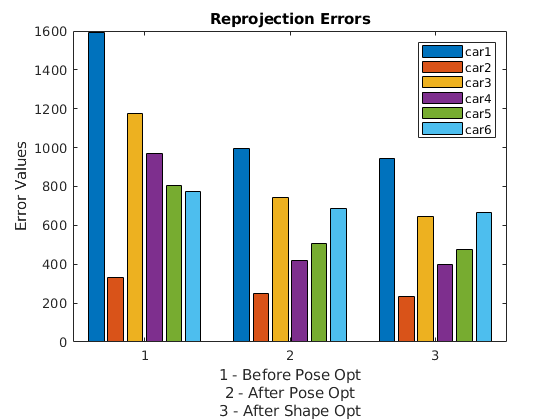 Reprojection Errors
1600
1400
1200
1000
800
600
400
200
0
Error Values
car1
car2
car3
car4
car5
car6
1 2 3
1 - Before Pose Opt
2 - After Pose Opt
3 - After Shape Opt